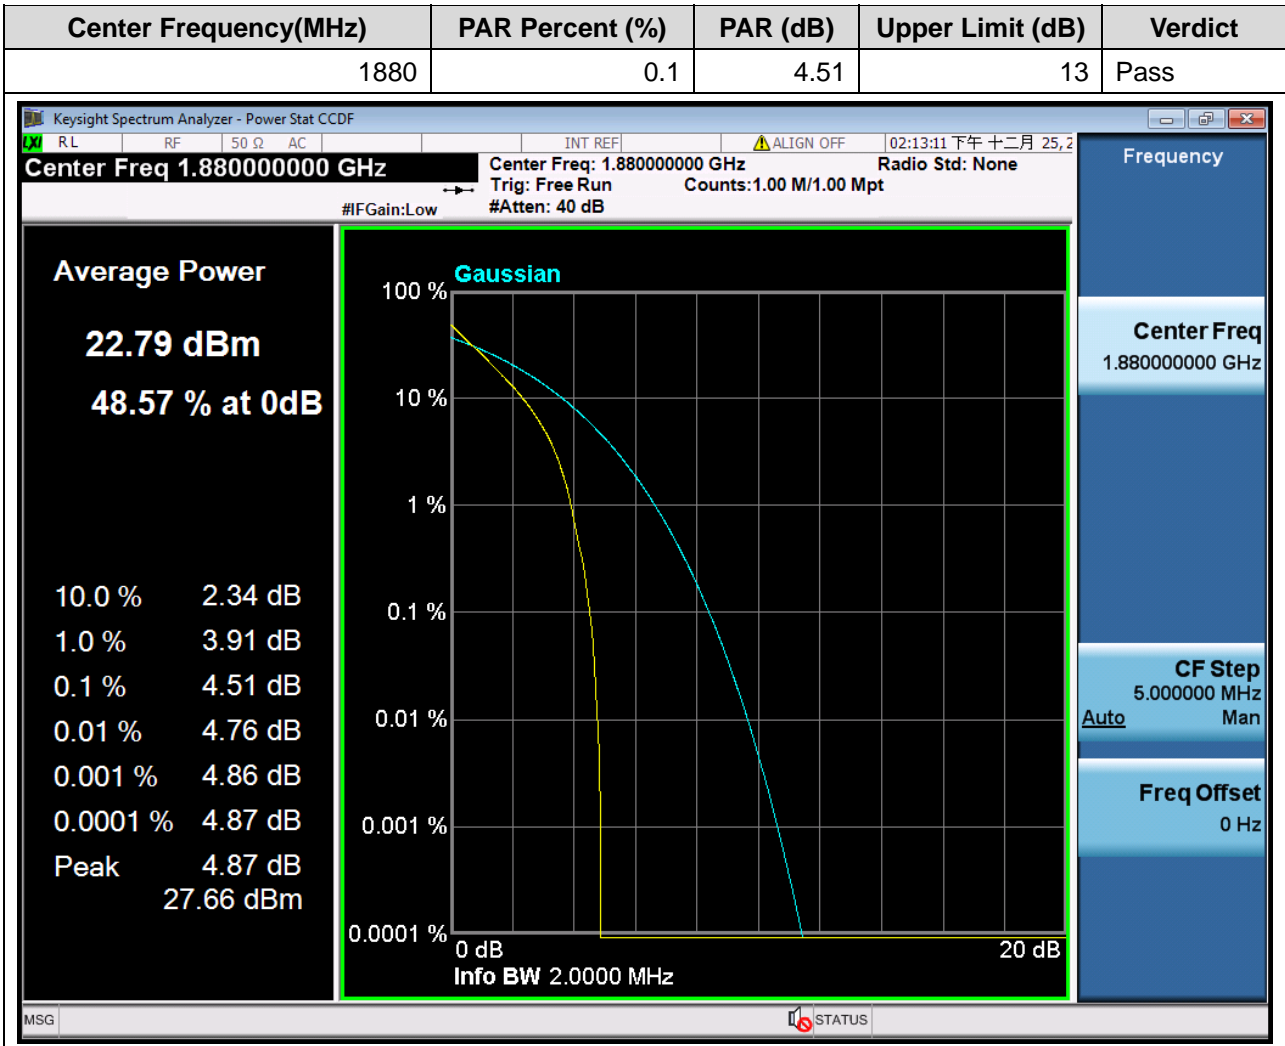 Center Frequency(MHz) PAR Percent (%) PAR (dB) Upper Limit (dB) Verdict
1880 0.1 4.51 13 Pass
Keysight Spectrum Analyzer - Power Stat CCDF
LXI RL RF 50 Ω AC INT REF ALIGN OFF 02:13:11 下午 十二月 25, 2
Center Freq 1.880000000 GHz
Center Freq: 1.880000000 GHz Radio Std: None
Trig: Free Run Counts:1.00 M/1.00 Mpt
#IFGain:Low #Atten: 40 dB
Average Power
22.79 dBm
48.57 % at 0dB
10.0 % 2.34 dB
1.0 % 3.91 dB
0.1 % 4.51 dB
0.01 % 4.76 dB
0.001 % 4.86 dB
0.0001 % 4.87 dB
Peak 4.87 dB
27.66 dBm
Gaussian
100 %
10 %
1 %
0.1 %
0.01 %
0.001 %
0.0001 %
0 dB 20 dB
Info BW 2.0000 MHz
Frequency
Center Freq
1.880000000 GHz
CF Step
5.000000 MHz
Auto Man
Freq Offset
0 Hz
MSG STATUS